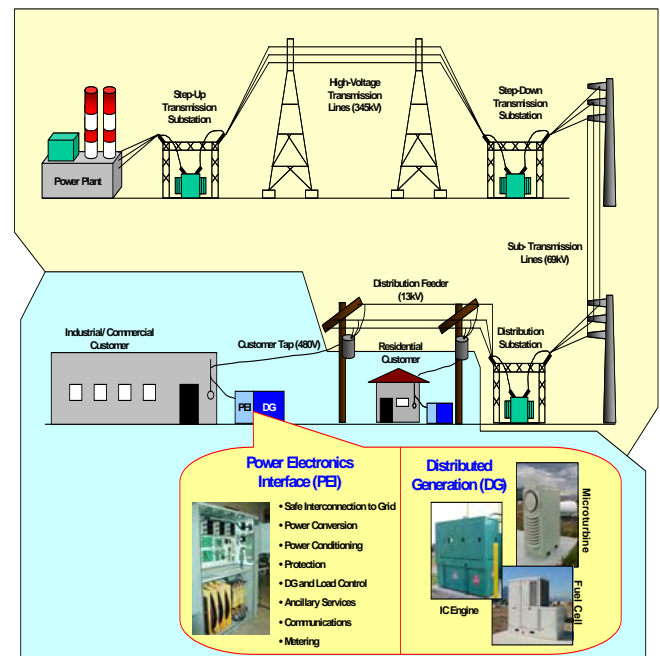 Step-Up
Transmission
Substation
High-Voltage
Transmission
Lines (345kV)
Step-Down
Transmission
Substation
Power Plant
Sub- Transmission
Lines (69kV)
Distribution Feeder
(13kV)
Industrial/ Commercial
Customer
Customer Tap (480V)
Residential
Customer
Distribution
Substation
PEI
DG
Power Electronics
Interface (PEI)
• Safe Interconnection to Grid
• Power Conversion
• Power Conditioning
• Protection
• DG and Load Control
• Ancillary Services
• Communications
• Metering
Distributed
Generation (DG)
Microturbine
IC Engine
Fuel Cell